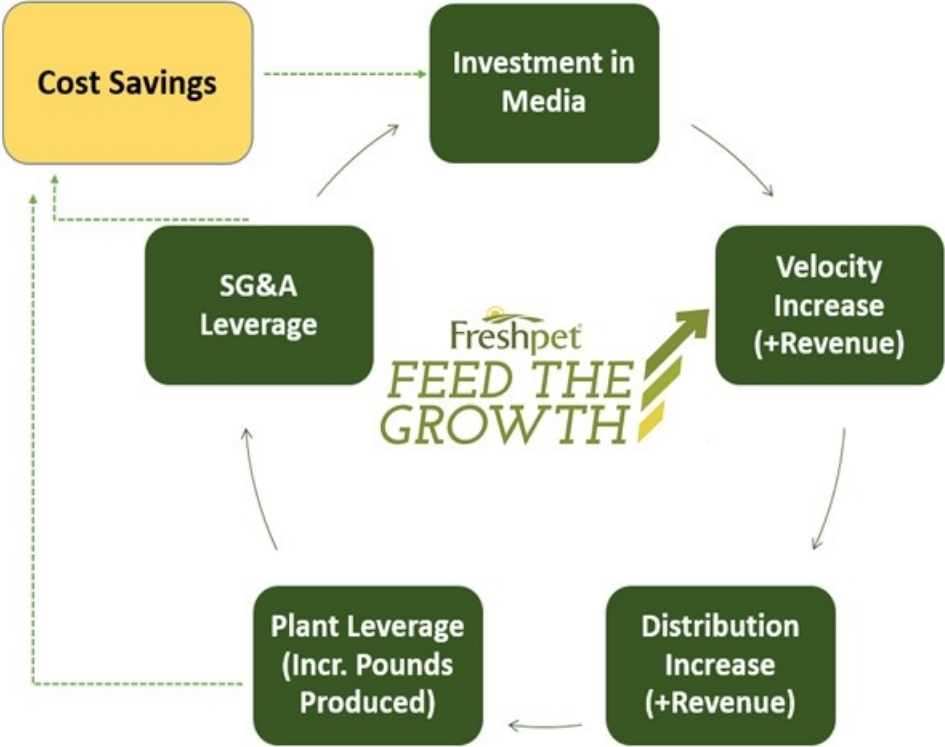 Cost Savings
Investment in
Media
SG&A
Leverage
Velocity
Increase
(+Revenue)
Freshpet®
FEED THE
GROWTH
Plant Leverage
(Incr. Pounds
Produced)
Distribution
Increase
(+Revenue)